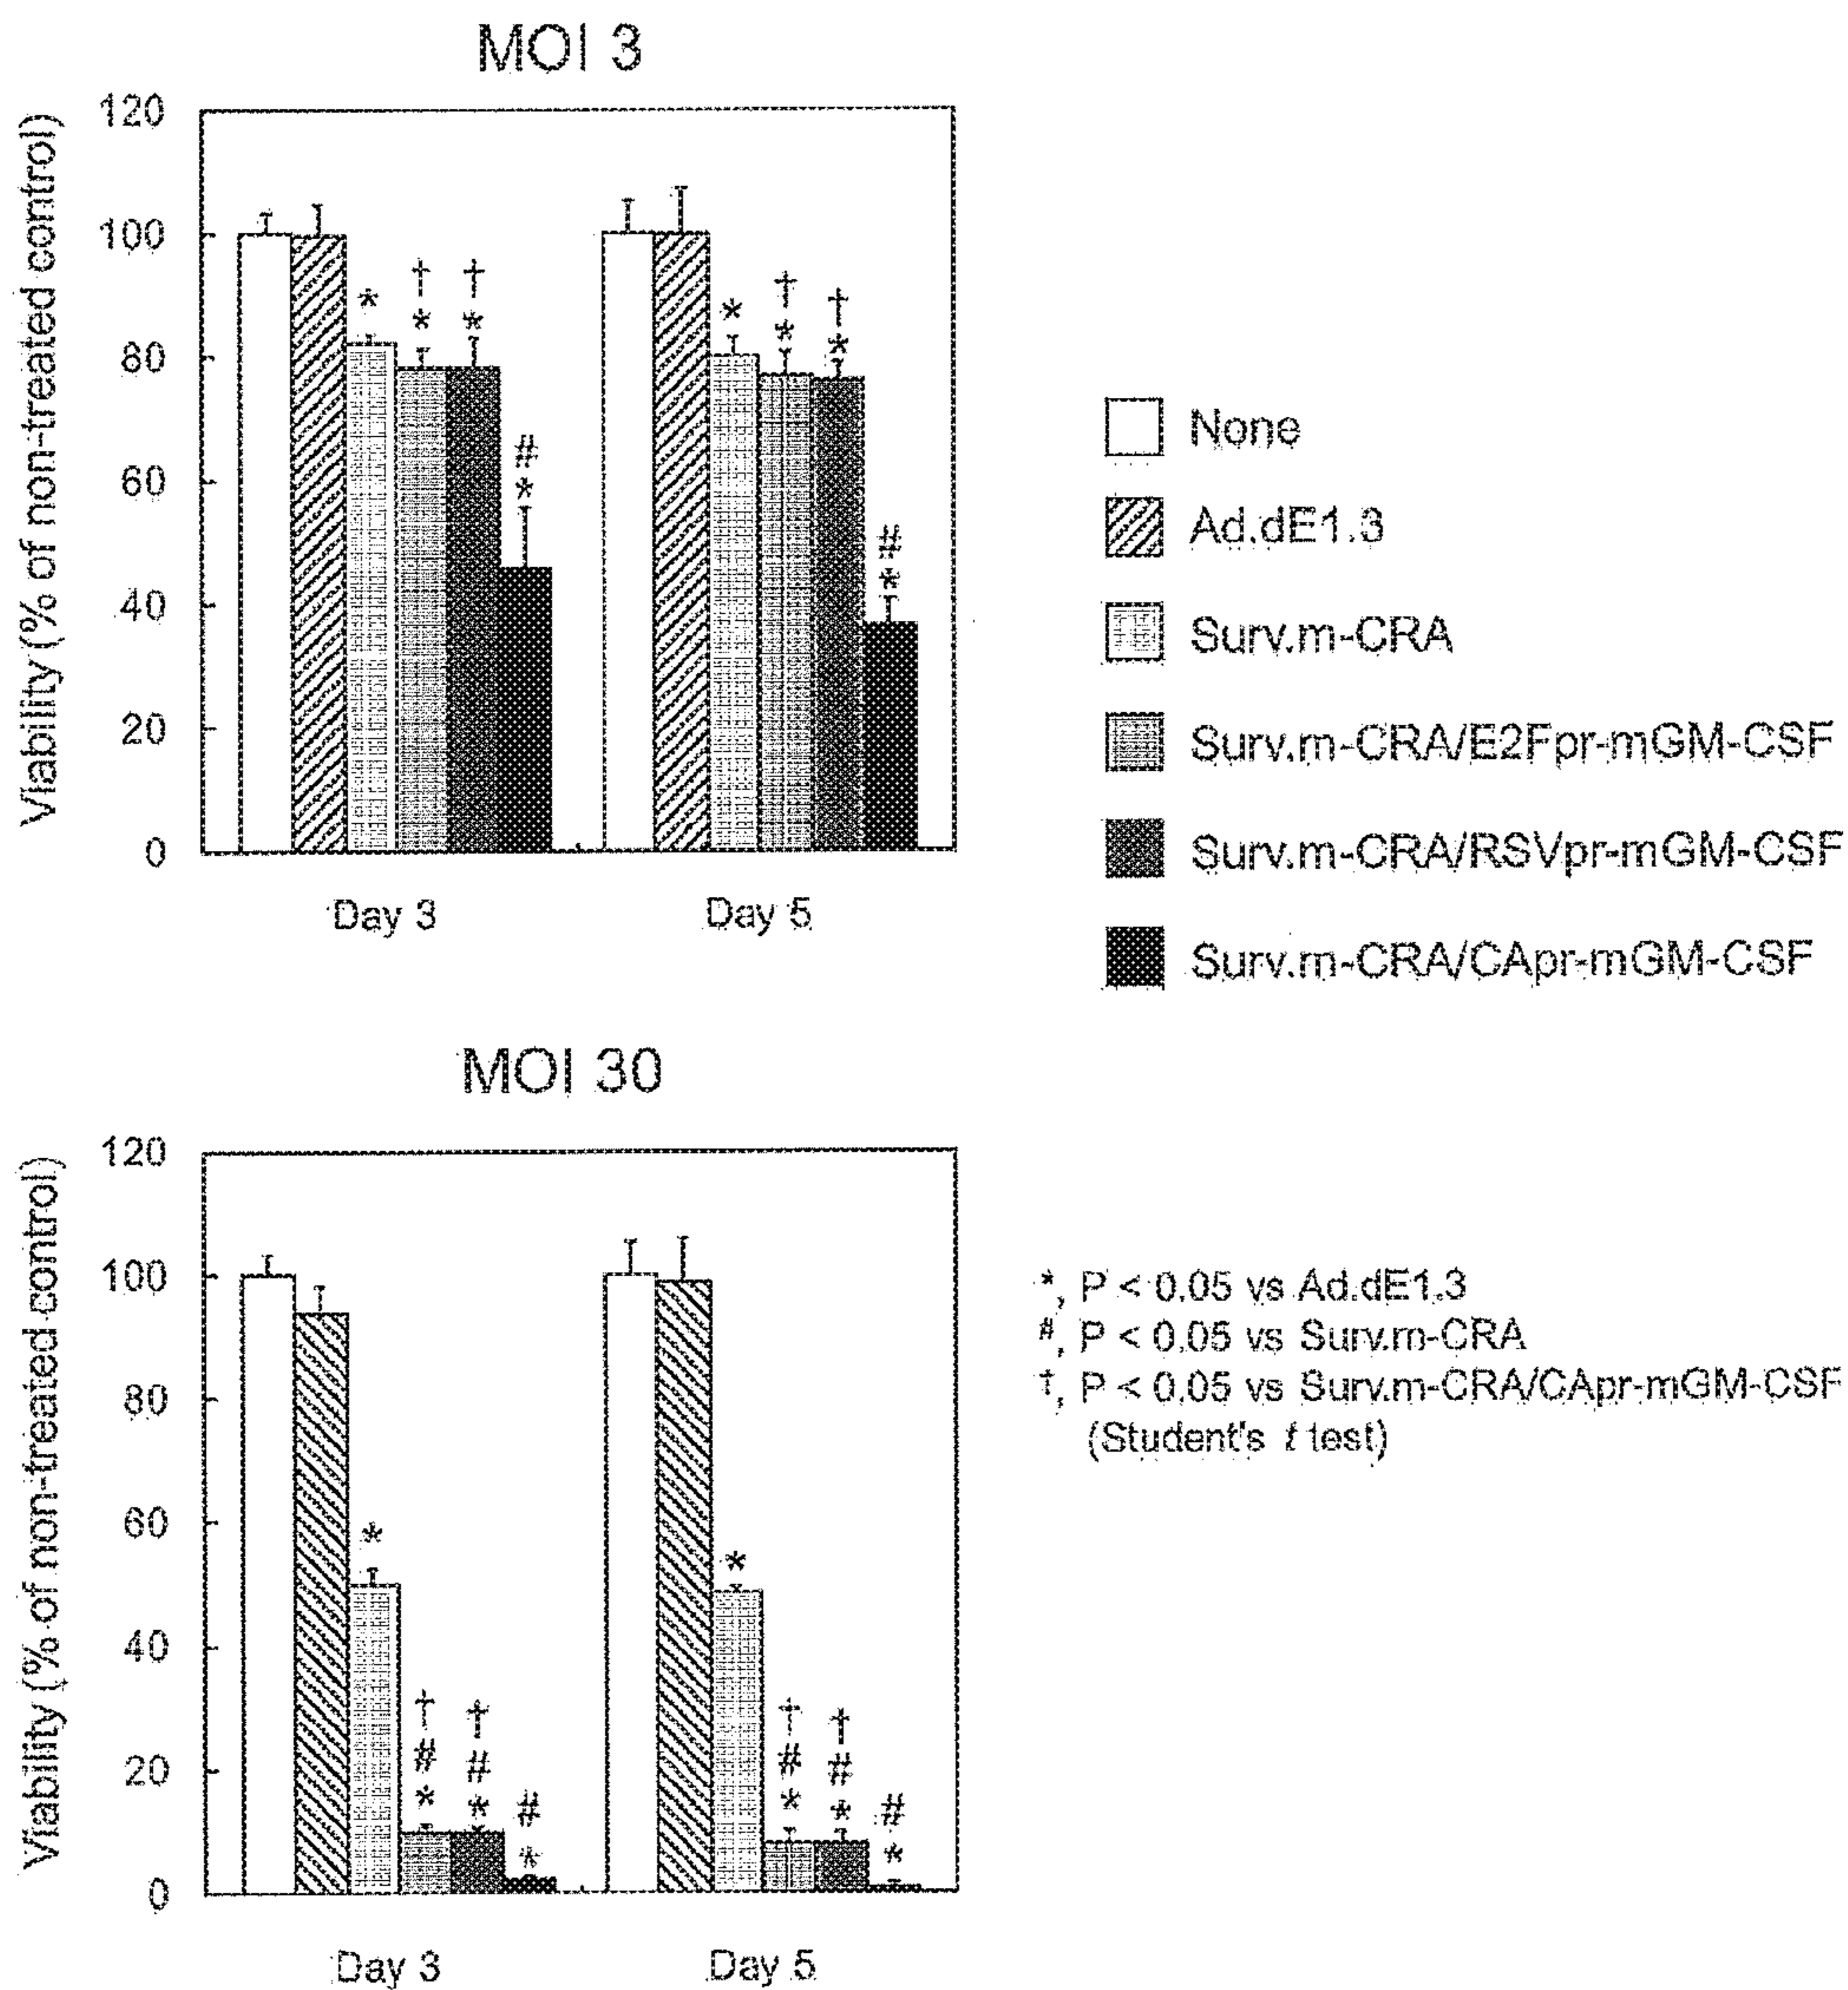 MOI 3
Viability (% of non-treated control)
120
100
80
60
40
20
0
* † * † * # *
* † * † * # *
Day 3 Day 5
None
Ad.dE1.3
Surv.m-CRA
Surv.m-CRA/E2Fpr-mGM-CSF
Surv.m-CRA/RSVpr-mGM-CSF
Surv.m-CRA/CApr-mGM-CSF
MOI 30
Viability (% of non-treated control)
120
100
80
60
40
20
0
* † # * † # * # *
* † # * † # * # *
Day 3 Day 5
*, P < 0.05 vs Ad.dE1.3
#, P < 0.05 vs Surv.m-CRA
†, P < 0.05 vs Surv.m-CRA/CApr-mGM-CSF
(Student's t test)